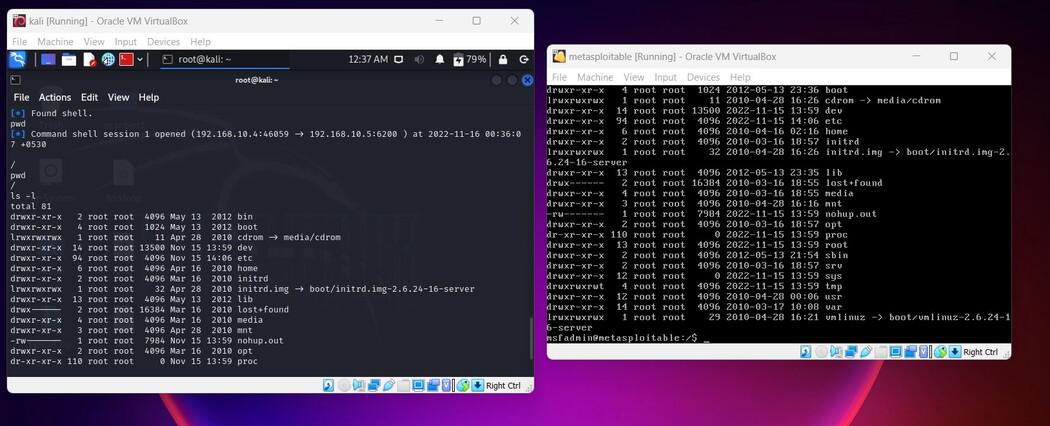 kali [Running] - Oracle VM VirtualBox
File Machine View Input Devices Help
root@kali: ~
12:37 AM
79%
root@kali: ~
File Actions Edit View Help
[*] Found shell.
pwd
[*] Command shell session 1 opened (192.168.10.4:46059 → 192.168.10.5:6200 ) at 2022-11-16 00:36:0
7 +0530
/
pwd
/
ls -l
total 81
drwxr-xr-x 2 root root 4096 May 13 2012 bin
drwxr-xr-x 4 root root 1024 May 13 2012 boot
lrwxrwxrwx 1 root root 11 Apr 28 2010 cdrom → media/cdrom
drwxr-xr-x 14 root root 13500 Nov 15 13:59 dev
drwxr-xr-x 94 root root 4096 Nov 15 14:06 etc
drwxr-xr-x 6 root root 4096 Apr 16 2010 home
drwxr-xr-x 2 root root 4096 Mar 16 2010 initrd
lrwxrwxrwx 1 root root 32 Apr 28 2010 initrd.img → boot/initrd.img-2.6.24-16-server
drwxr-xr-x 13 root root 4096 May 13 2012 lib
drwx------ 2 root root 16384 Mar 16 2010 lost+found
drwxr-xr-x 4 root root 4096 Mar 16 2010 media
drwxr-xr-x 3 root root 4096 Apr 28 2010 mnt
-rw------- 1 root root 7984 Nov 15 13:59 nohup.out
drwxr-xr-x 2 root root 4096 Mar 16 2010 opt
dr-xr-xr-x 110 root root 0 Nov 15 13:59 proc
Right Ctrl
metasploitable [Running] - Oracle VM VirtualBox
File Machine View Input Devices Help
drwxr-xr-x 4 root root 1024 2012-05-13 23:36 boot
lrwxrwxrwx 1 root root 11 2010-04-28 16:26 cdrom -> media/cdrom
drwxr-xr-x 14 root root 13500 2022-11-15 13:59 dev
drwxr-xr-x 94 root root 4096 2022-11-15 14:06 etc
drwxr-xr-x 6 root root 4096 2010-04-16 02:16 home
drwxr-xr-x 2 root root 4096 2010-03-16 18:57 initrd
lrwxrwxrwx 1 root root 32 2010-04-28 16:26 initrd.img -> boot/initrd.img-2.
6.24-16-server
drwxr-xr-x 13 root root 4096 2012-05-13 23:35 lib
drwx------ 2 root root 16384 2010-03-16 18:55 lost+found
drwxr-xr-x 4 root root 4096 2010-03-16 18:55 media
drwxr-xr-x 3 root root 4096 2010-04-28 16:16 mnt
-rw------- 1 root root 7984 2022-11-15 13:59 nohup.out
drwxr-xr-x 2 root root 4096 2010-03-16 18:57 opt
dr-xr-xr-x 110 root root 0 2022-11-15 13:59 proc
drwxr-xr-x 13 root root 4096 2022-11-15 13:59 root
drwxr-xr-x 2 root root 4096 2012-05-13 21:54 sbin
drwxr-xr-x 2 root root 4096 2010-03-16 18:57 srv
drwxr-xr-x 12 root root 0 2022-11-15 13:59 sys
drwxrwxrwt 4 root root 4096 2022-11-15 13:59 tmp
drwxr-xr-x 12 root root 4096 2010-04-28 00:06 usr
drwxr-xr-x 14 root root 4096 2010-03-17 10:08 var
lrwxrwxrwx 1 root root 29 2010-04-28 16:21 vmlinuz -> boot/vmlinuz-2.6.24-1
6-server
msfadmin@metasploitable:/$ _
Right Ctrl